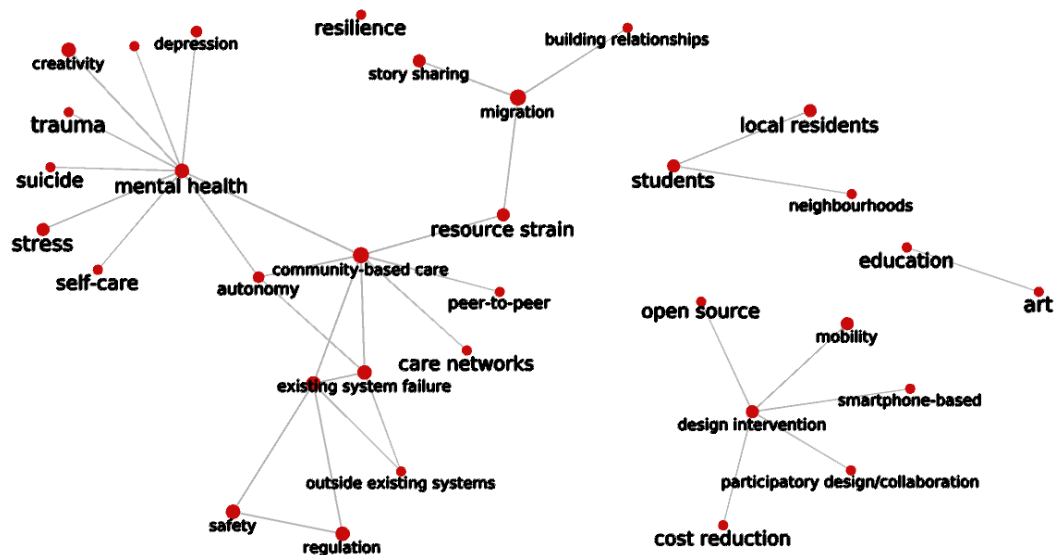 resilience
building relationships
depression
creativity
story sharing
migration
trauma
local residents
suicide
mental health
students
neighbourhoods
stress
resource strain
education
self-care
community-based care
autonomy
peer-to-peer
art
open source
mobility
care networks
existing system failure
smartphone-based
design intervention
outside existing systems
participatory design/collaboration
safety
cost reduction
regulation